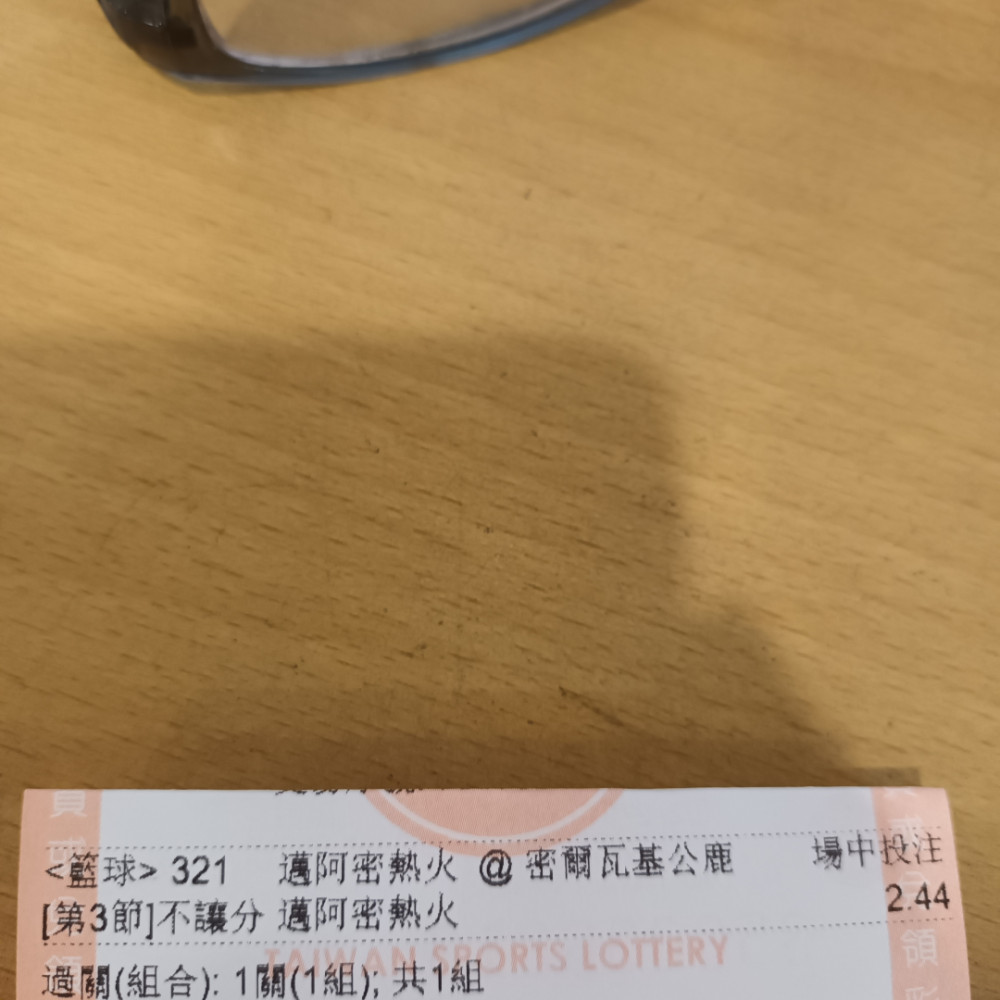 <籃球> 321 邁阿密熱火 @ 密爾瓦基公鹿 場中投注
[第3節]不讓分 邁阿密熱火 2.44
TAIWAN SPORTS LOTTERY
過關(組合): 1關(1組); 共1組
領